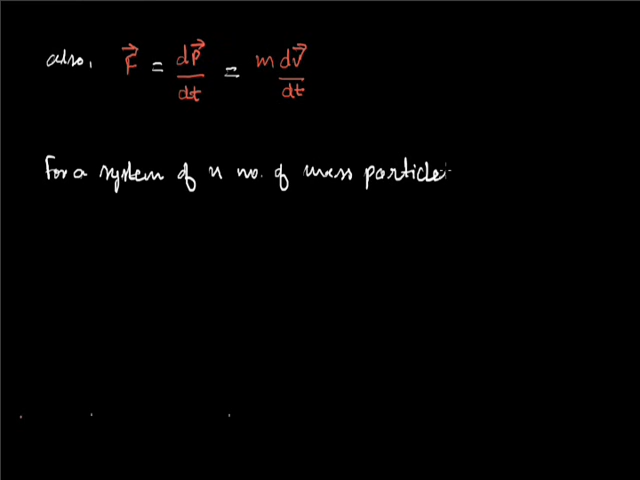 also, F⃗ = dP⃗/dt = m dv⃗/dt
For a system of n no. of mass particles